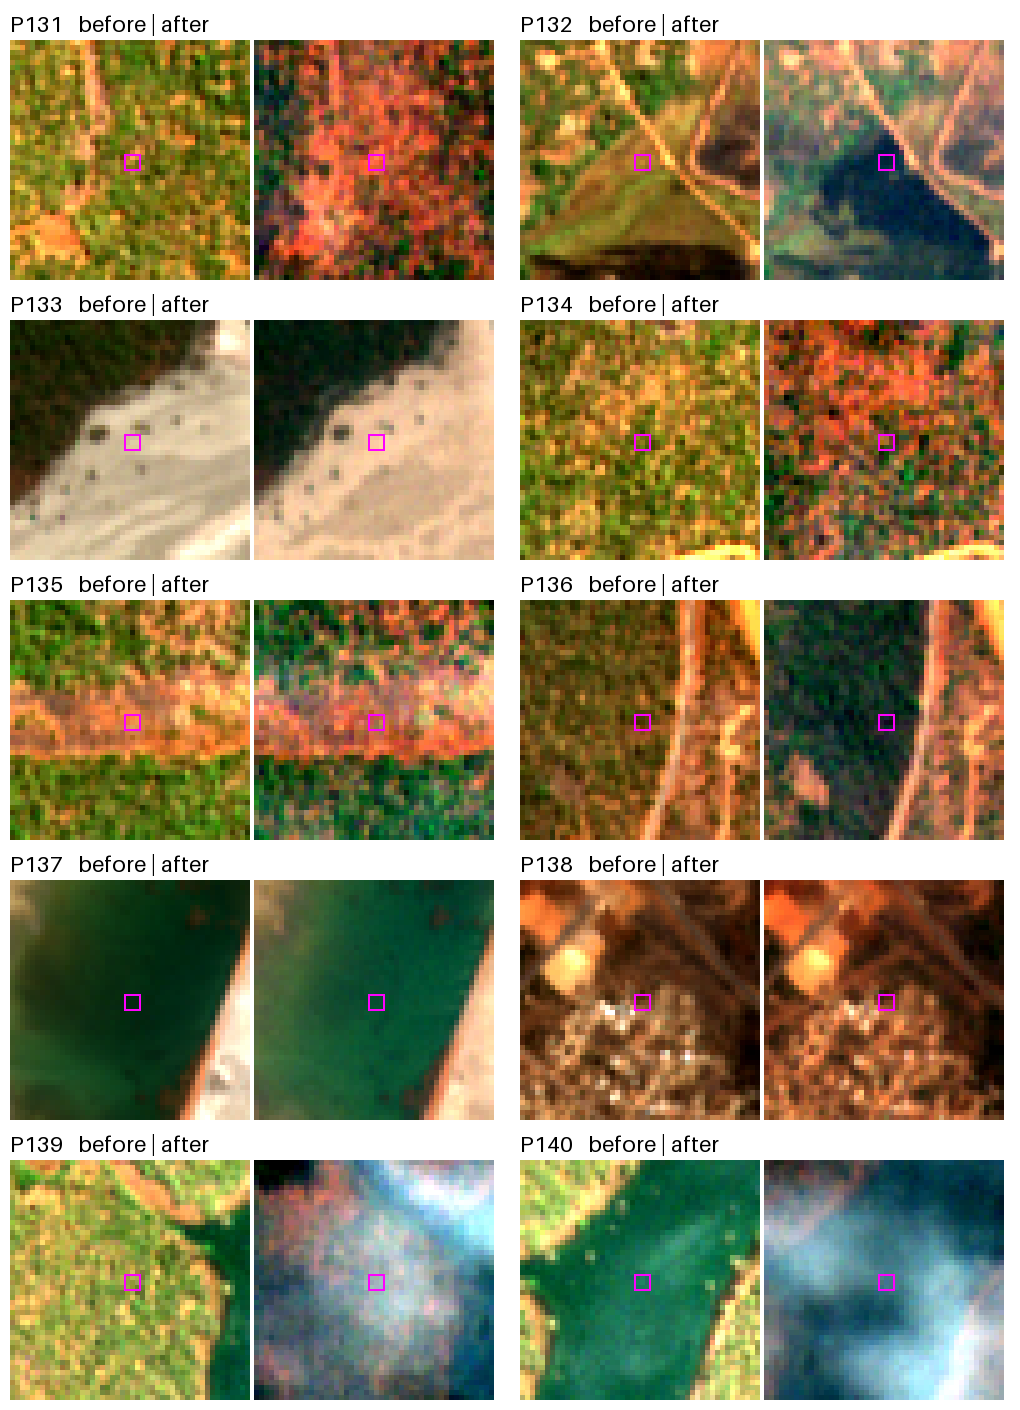 P131 before | after
P132 before | after
P133 before | after
P134 before | after
P135 before | after
P136 before | after
P137 before | after
P138 before | after
P139 before | after
P140 before | after